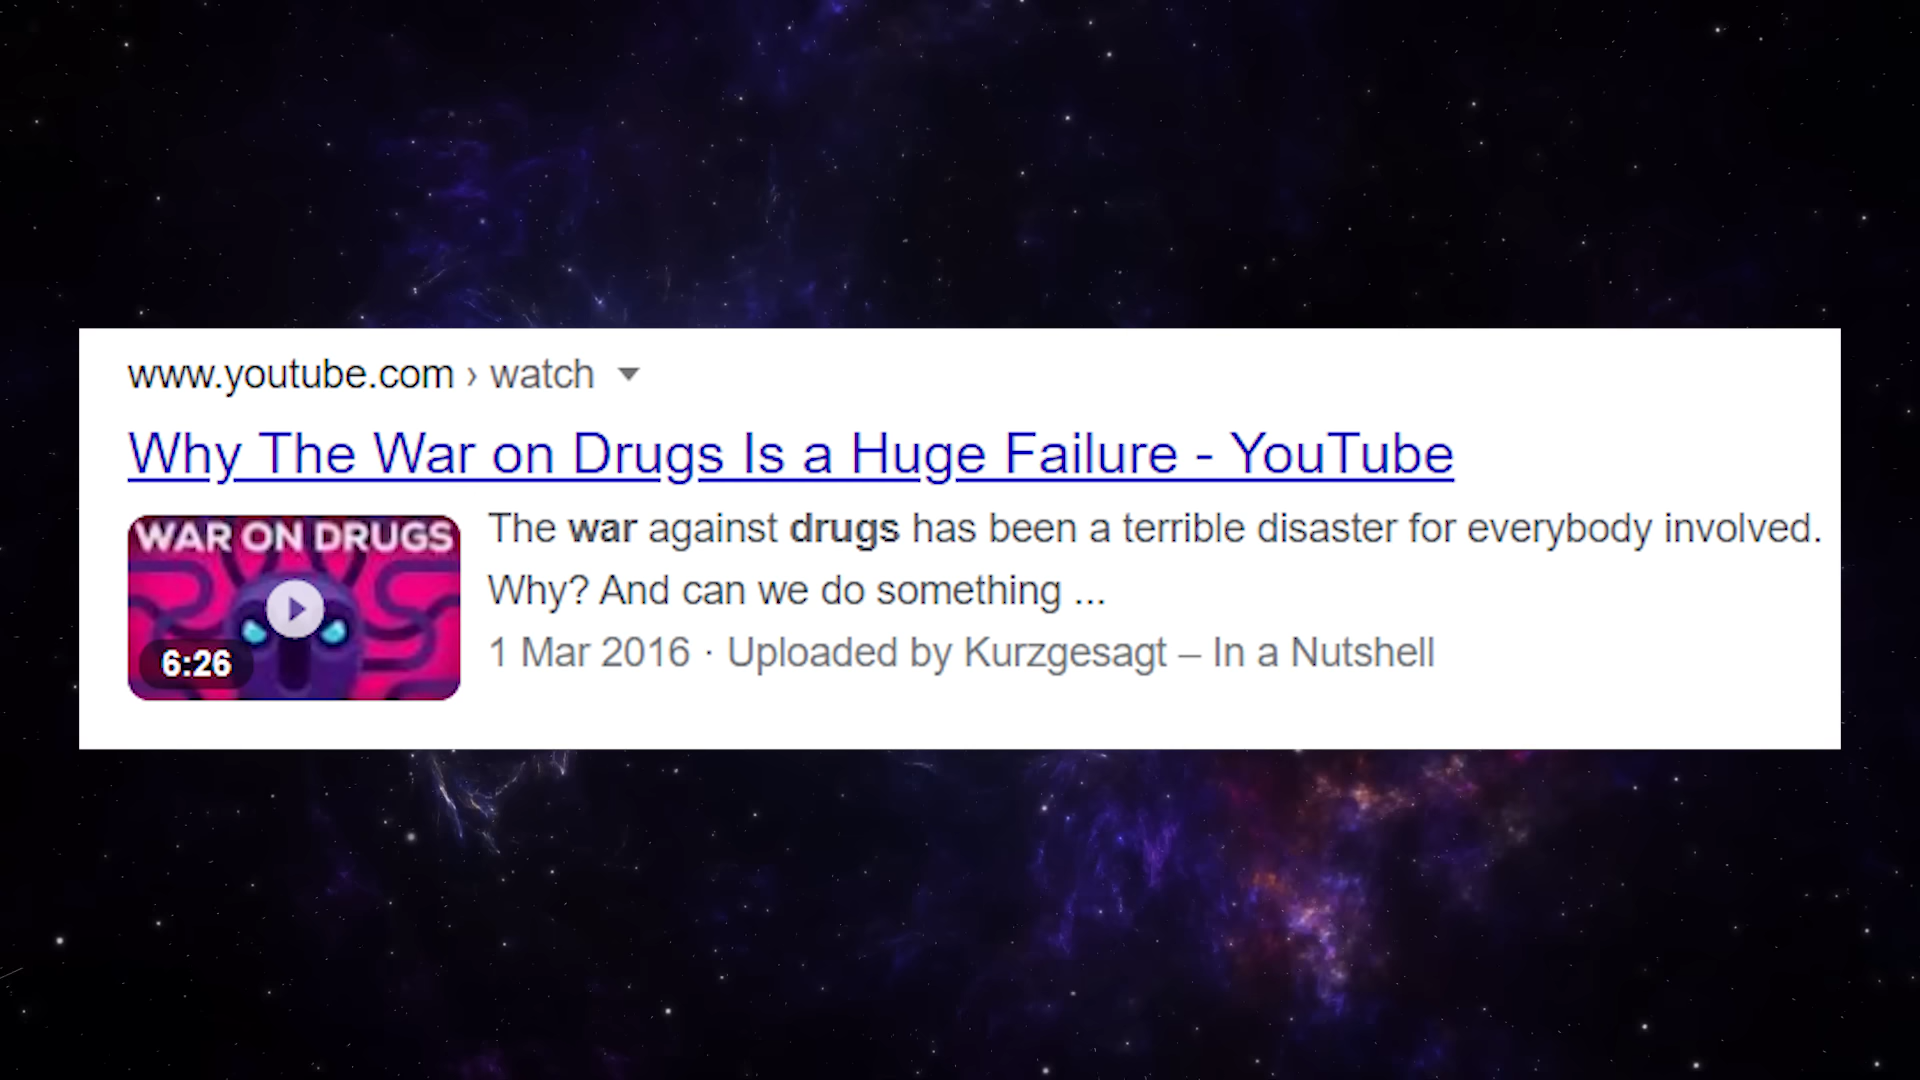 www.youtube.com › watch
Why The War on Drugs Is a Huge Failure - YouTube
WAR ON DRUGS
6:26
The war against drugs has been a terrible disaster for everybody involved.
Why? And can we do something ...
1 Mar 2016 · Uploaded by Kurzgesagt – In a Nutshell